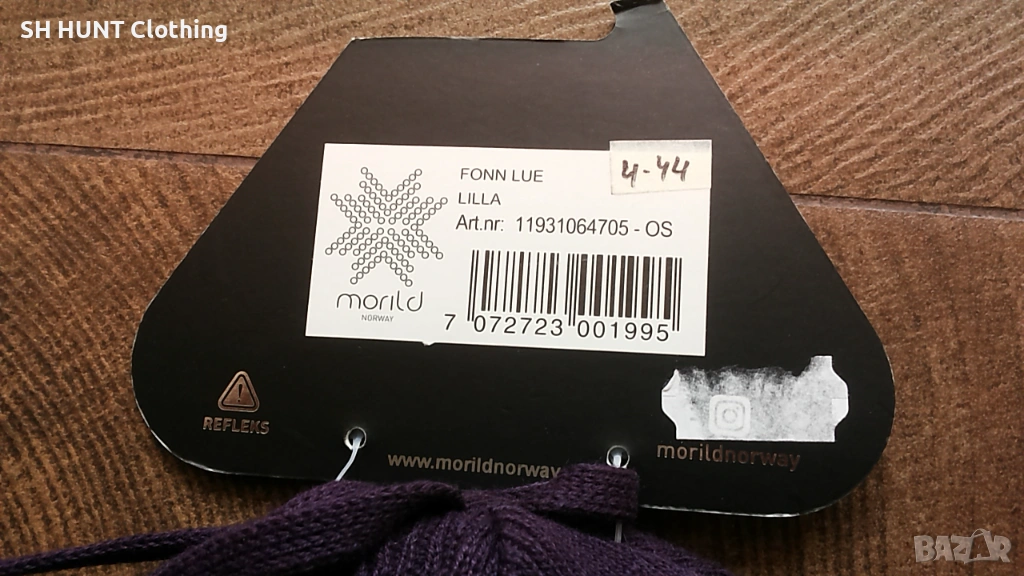 SH HUNT Clothing
FONN LUE
4-44
LILLA
Art.nr: 11931064705 - OS
morild
NORWAY
7 072723 001995
REFLEKS
www.morildnorway
morildnorway
BAZAR